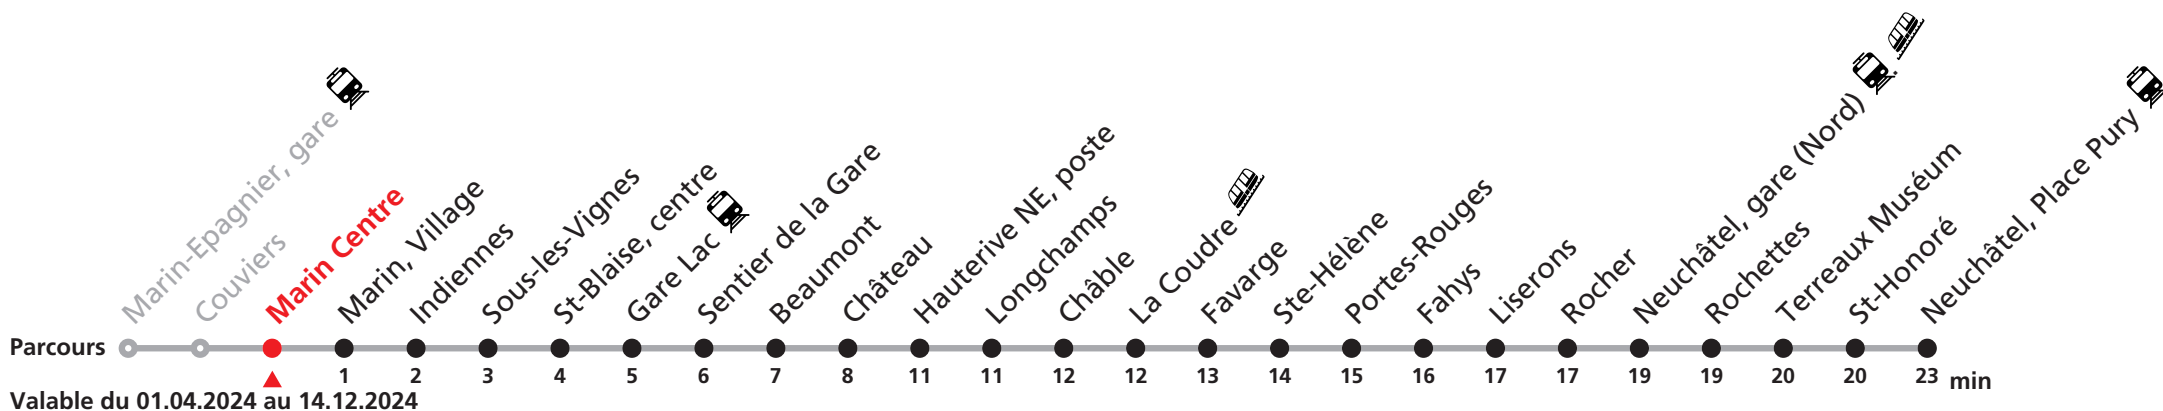 Marin-Epagnier, gare
Couviers
Marin Centre
Marin, Village
Indiennes
Sous-les-Vignes
St-Blaise, centre
Gare Lac
Sentier de la Gare
Beaumont
Château
Hauterive NE, poste
Longchamps
Châble
La Coudre
Favarge
Ste-Hélène
Portes-Rouges
Fahys
Liserons
Rocher
Neuchâtel, gare (Nord)
Rochettes
Terreaux Muséum
St-Honoré
Neuchâtel, Place Pury
Parcours
1 2 3 4 5 6 7 8 11 11 12 12 13 14 15 16 17 17 19 19 20 20 23 min
Valable du 01.04.2024 au 14.12.2024